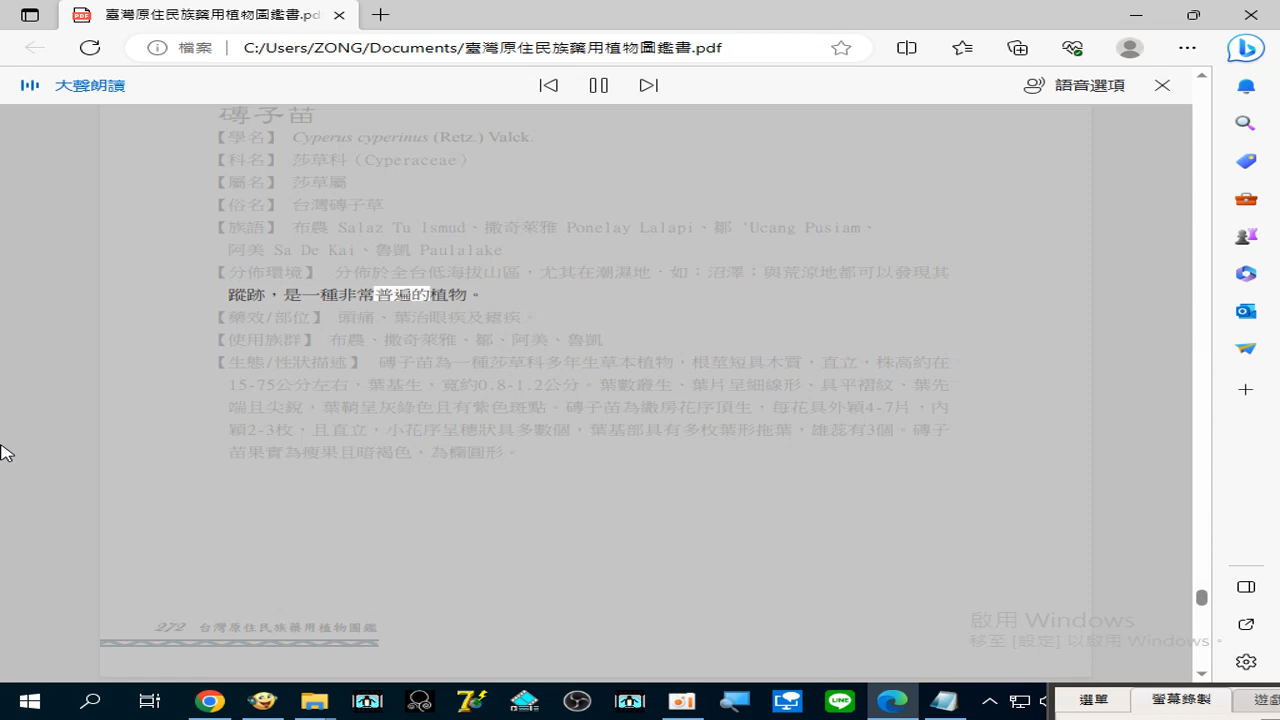 臺灣原住民族藥用植物圖鑑書.pd
檔案
C:/Users/ZONG/Documents/臺灣原住民族藥用植物圖鑑書.pdf
大聲朗讀
語音選項
磚子苗
【學名】 Cyperus cyperinus (Retz.) Valck.
【科名】 莎草科（Cyperaceae）
【屬名】 莎草屬
【俗名】 台灣磚子草
【族語】 布農 Salaz Tu Ismud、撒奇萊雅 Ponelay Lalapi、鄒 'Ucang Pusiam、
阿美 Sa De Kai、魯凱 Paulalake
【分佈環境】 分佈於全台低海拔山區，尤其在潮濕地．如：沼澤；與荒涼地都可以發現其
蹤跡，是一種非常普遍的植物。
【藥效/部位】 頭痛、葉治眼疾及瘧疾。
【使用族群】 布農、撒奇萊雅、鄒、阿美、魯凱
【生態/性狀描述】 磚子苗為一種莎草科多年生草本植物，根莖短具木質，直立、株高約在
15-75公分左右，葉基生，寬約0.8-1.2公分。葉數叢生、葉片呈細線形、具平褶紋、葉先
端且尖銳，葉鞘呈灰綠色且有紫色斑點。磚子苗為繖房花序頂生，每花具外穎4-7片，內
穎2-3枚，且直立，小花序呈穗狀具多數個，葉基部具有多枚葉形拖葉，雄蕊有3個。磚子
苗果實為瘦果且暗褐色，為橢圓形。
272 台灣原住民族藥用植物圖鑑
啟用 Windows
移至 [設定] 以啟用 Windows。
選單
螢幕錄製